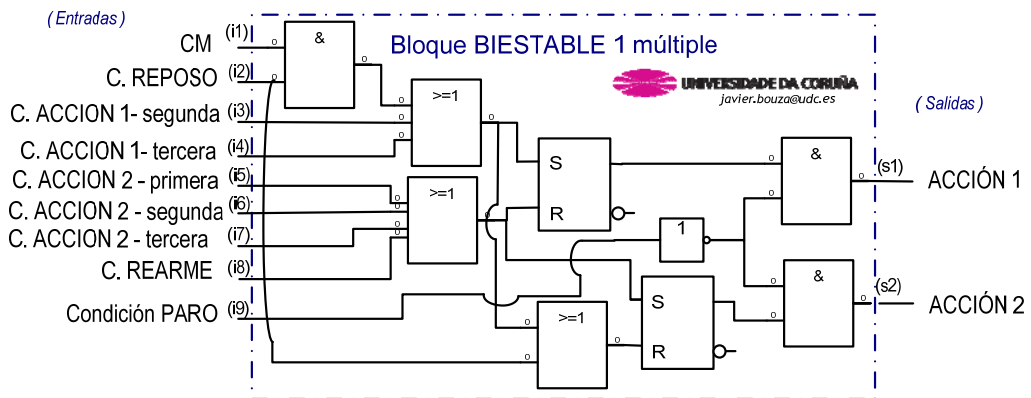 ( Entradas)
Bloque BIESTABLE 1 múltiple
UNIVERSIDADE DA CORUÑA
javier.bouza@udc.es
( Salidas )
CM (i1)
C. REPOSO (i2)
C. ACCION 1- segunda (i3)
C. ACCION 1- tercera (i4)
C. ACCION 2 - primera (i5)
C. ACCION 2 - segunda (i6)
C. ACCION 2 - tercera (i7)
C. REARME (i8)
Condición PARO (i9)
&
>=1
>=1
S
R
1
>=1
S
R
&
(s1) ACCIÓN 1
&
(s2) ACCIÓN 2